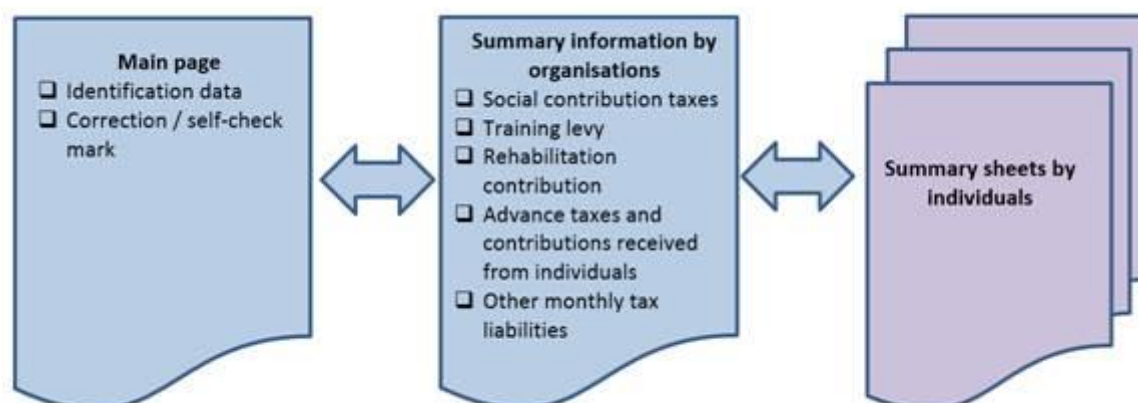 Main page
❑ Identification data
❑ Correction / self-check
mark
Summary information by
organisations
❑ Social contribution taxes
❑ Training levy
❑ Rehabilitation
contribution
❑ Advance taxes and
contributions received
from individuals
❑ Other monthly tax
liabilities
Summary sheets by
individuals